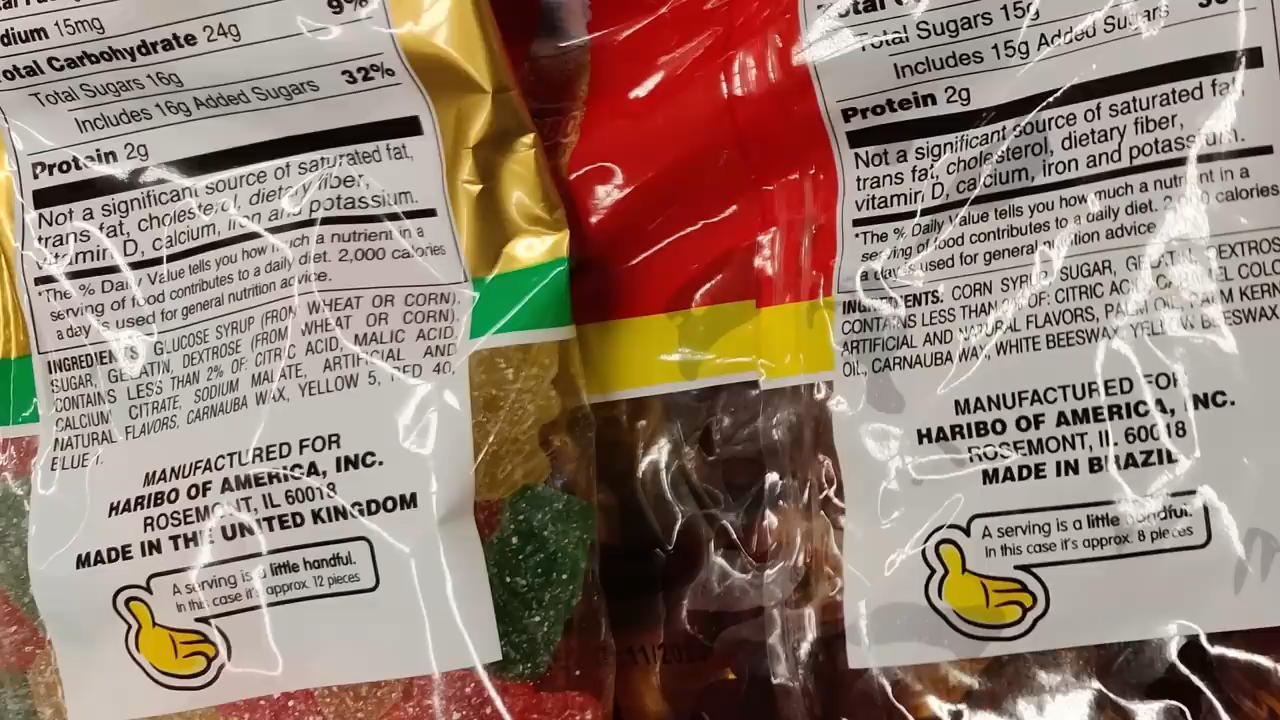 9%
dium 15mg
otal Carbohydrate 24g
Total Sugars 16g
Includes 16g Added Sugars 32%
Protein 2g
Not a significant source of saturated fat,
trans fat, cholesterol, dietary fiber,
vitamin D, calcium, iron and potassium.
*The % Daily Value tells you how much a nutrient in a
serving of food contributes to a daily diet. 2,000 calories
a day is used for general nutrition advice.
INGREDIENTS: GLUCOSE SYRUP (FROM WHEAT OR CORN),
SUGAR, GELATIN, DEXTROSE (FROM WHEAT OR CORN).
CONTAINS LESS THAN 2% OF: CITRIC ACID, MALIC ACID,
CALCIUM CITRATE, SODIUM MALATE, ARTIFICIAL AND
NATURAL FLAVORS, CARNAUBA WAX, YELLOW 5, RED 40,
BLUE 1.
MANUFACTURED FOR
HARIBO OF AMERICA, INC.
ROSEMONT, IL 60018
MADE IN THE UNITED KINGDOM
A serving is a little handful.
In this case it's approx. 12 pieces
Total Sugars 15g
Includes 15g Added Sugars
Protein 2g
Not a significant source of saturated fat,
trans fat, cholesterol, dietary fiber,
vitamin D, calcium, iron and potassium.
*The % Daily Value tells you how much a nutrient in a
serving of food contributes to a daily diet. 2,000 calories
a day is used for general nutrition advice.
INGREDIENTS: CORN SYRUP, SUGAR, GELATIN, DEXTROS
CONTAINS LESS THAN 2% OF: CITRIC ACID, CARAMEL COLO
ARTIFICIAL AND NATURAL FLAVORS, PALM OIL, PALM KERN
OIL, CARNAUBA WAX, WHITE BEESWAX, YELLOW BEESWAX
MANUFACTURED FOR
HARIBO OF AMERICA, INC.
ROSEMONT, IL 60018
MADE IN BRAZIL
A serving is a little handful.
In this case it's approx. 8 pieces